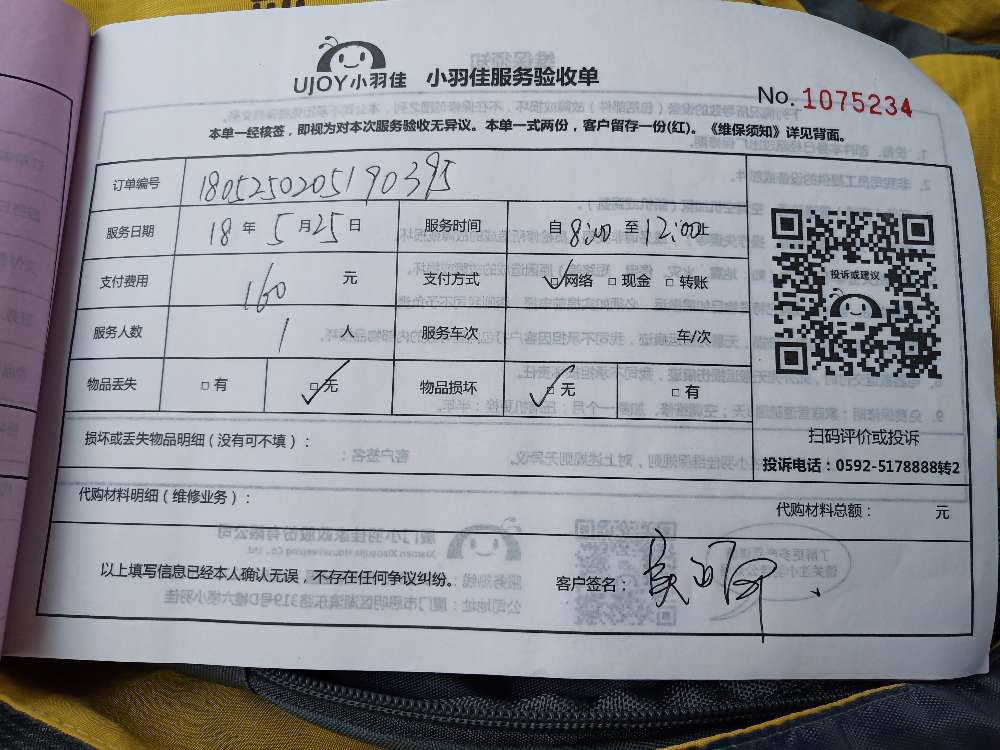 UJOY小羽佳 小羽佳服务验收单
No. 1075234
本单一经核签，即视为对本次服务验收无异议。本单一式两份，客户留存一份(红)。《维保须知》详见背面。
订单编号 180525020519039​5
服务日期 18 年 5 月 25 日 服务时间 自 8:00 至 12:00止
支付费用 160 元 支付方式 ☑网络 □现金 □转账
服务人数 1 人 服务车次 车/次
物品丢失 □有 ☑无 物品损坏 ☑无 □有
投诉或建议
扫码评价或投诉
投诉电话：0592-5178888转2
损坏或丢失物品明细（没有可不填）：
代购材料明细（维修业务）： 代购材料总额： 元
以上填写信息已经本人确认无误，不存在任何争议纠纷。 客户签名：